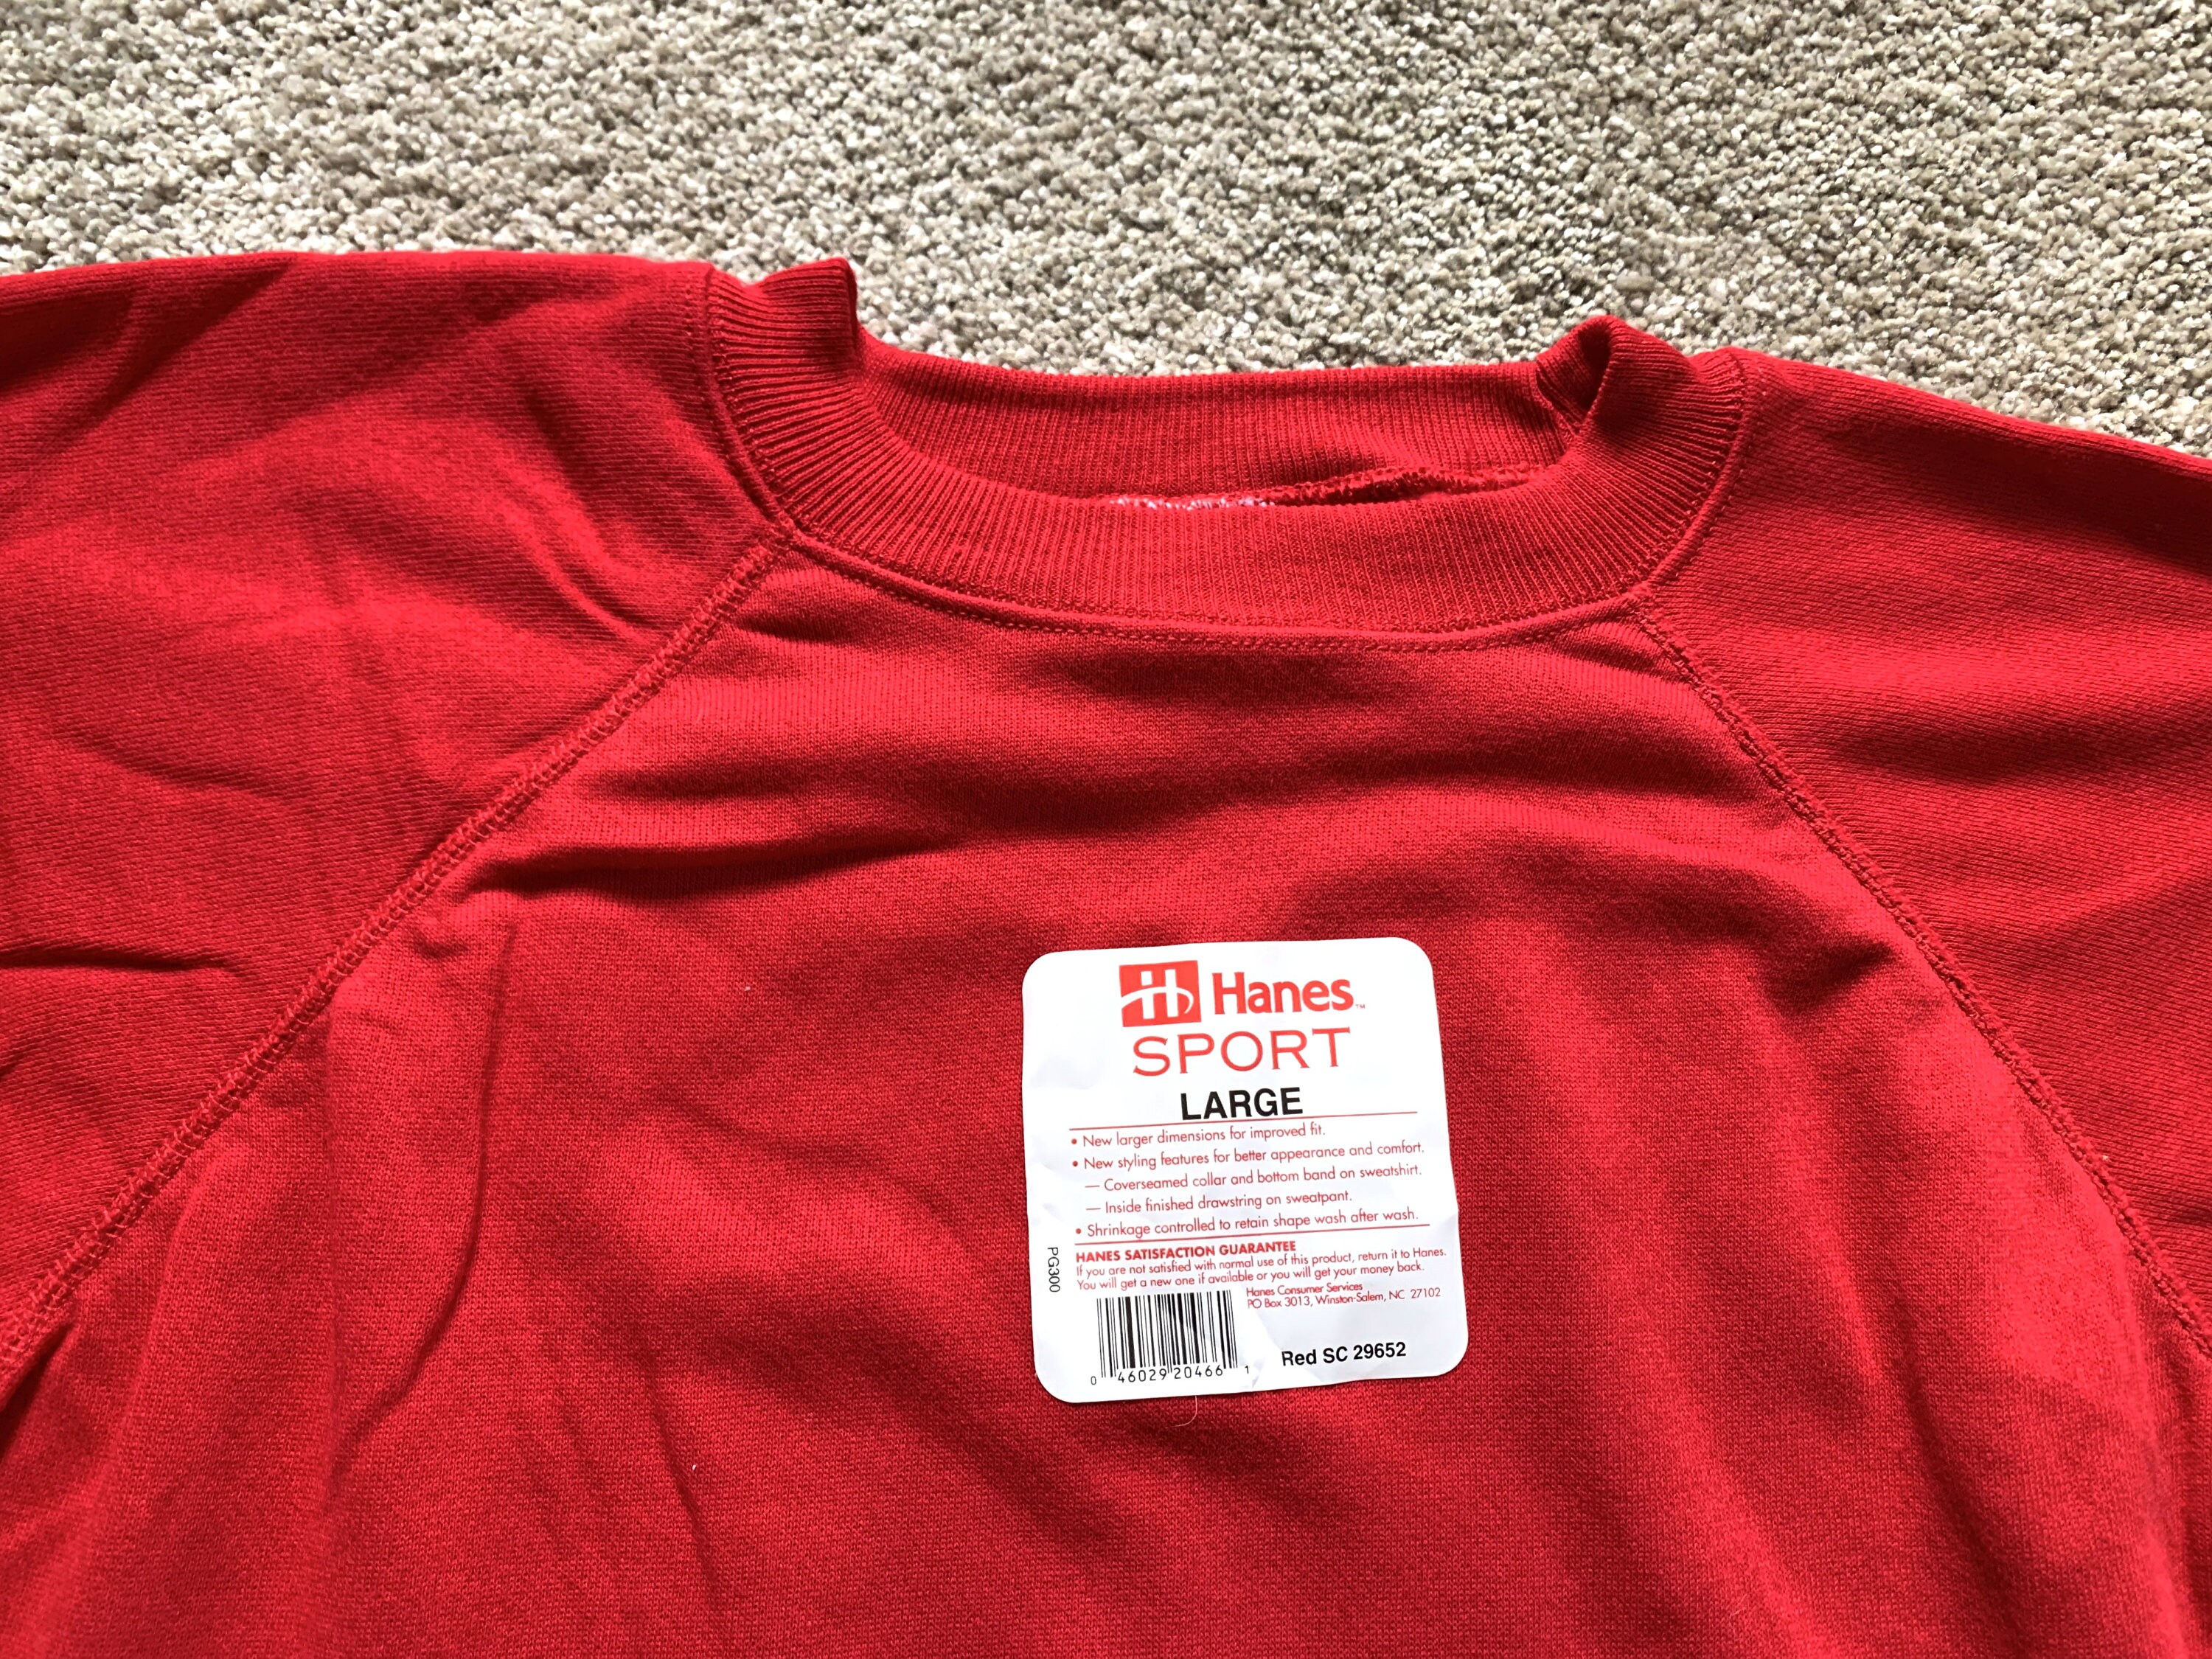 Hanes™
SPORT
LARGE
• New larger dimensions for improved fit.
• New styling features for better appearance and comfort.
— Coverseamed collar and bottom band on sweatshirt.
— Inside finished drawstring on sweatpant.
• Shrinkage controlled to retain shape wash after wash.
HANES SATISFACTION GUARANTEE
If you are not satisfied with normal use of this product, return it to Hanes.
You will get a new one if available or you will get your money back.
Hanes Consumer Services
PO Box 3013, Winston-Salem, NC 27102
PG300
0 46029 20466 1
Red SC 29652